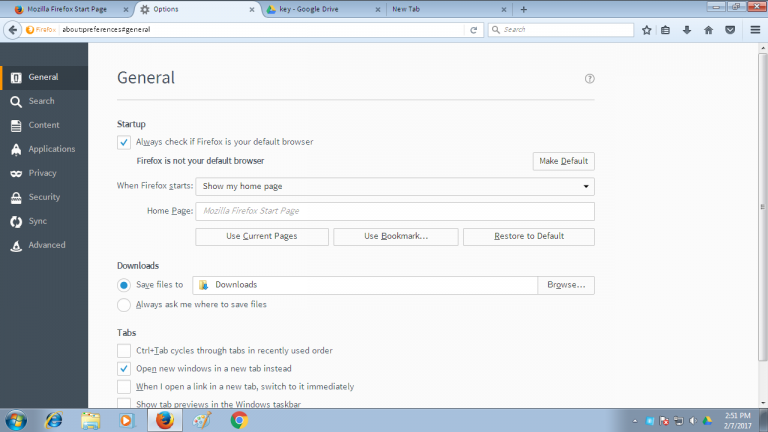 Mozilla Firefox Start Page
Options
key - Google Drive
New Tab
Firefox
about:preferences#general
Search
General
Search
Content
Applications
Privacy
Security
Sync
Advanced
General
Startup
Always check if Firefox is your default browser
Firefox is not your default browser
Make Default
When Firefox starts:
Show my home page
Home Page:
Mozilla Firefox Start Page
Use Current Pages
Use Bookmark...
Restore to Default
Downloads
Save files to
Downloads
Browse...
Always ask me where to save files
Tabs
Ctrl+Tab cycles through tabs in recently used order
Open new windows in a new tab instead
When I open a link in a new tab, switch to it immediately
Show tab previews in the Windows taskbar
2:51 PM
2/7/2017